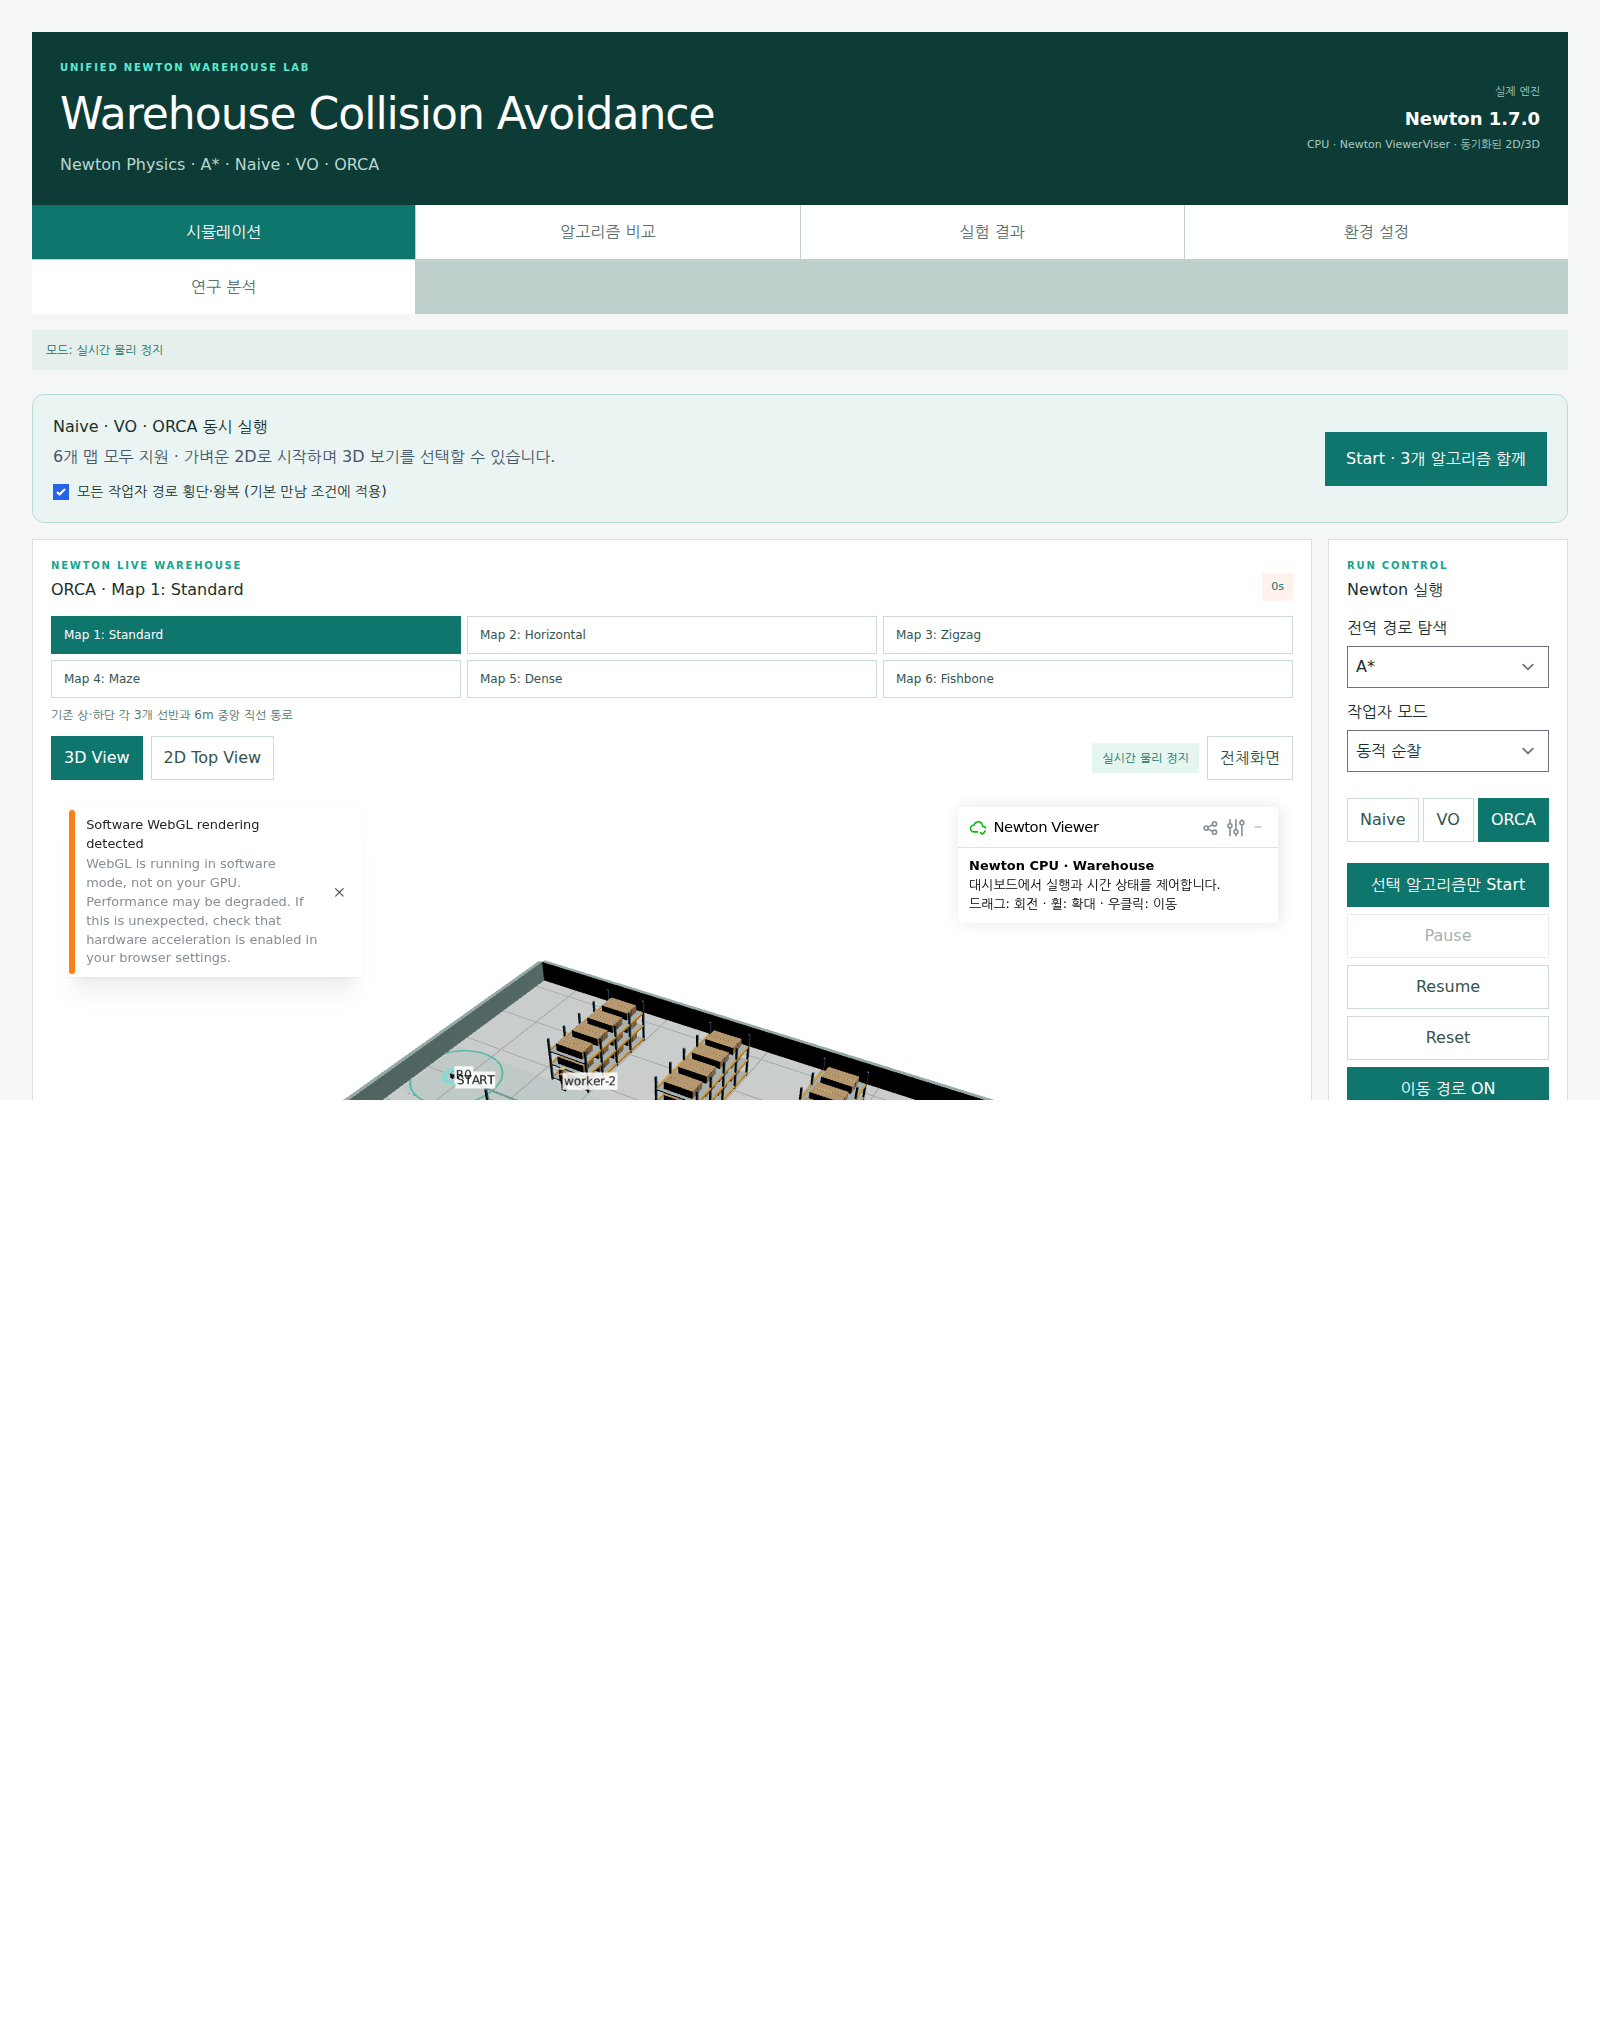 UNIFIED NEWTON WAREHOUSE LAB
Warehouse Collision Avoidance
Newton Physics · A* · Naive · VO · ORCA
실제 엔진
Newton 1.7.0
CPU · Newton ViewerViser · 동기화된 2D/3D
시뮬레이션
알고리즘 비교
실험 결과
환경 설정
연구 분석
모드: 실시간 물리 정지
Naive · VO · ORCA 동시 실행
6개 맵 모두 지원 · 가벼운 2D로 시작하며 3D 보기를 선택할 수 있습니다.
모든 작업자 경로 횡단·왕복 (기본 만남 조건에 적용)
Start · 3개 알고리즘 함께
NEWTON LIVE WAREHOUSE
ORCA · Map 1: Standard
0s
Map 1: Standard
Map 2: Horizontal
Map 3: Zigzag
Map 4: Maze
Map 5: Dense
Map 6: Fishbone
기존 상·하단 각 3개 선반과 6m 중앙 직선 통로
3D View
2D Top View
실시간 물리 정지
전체화면
Software WebGL rendering
detected
WebGL is running in software
mode, not on your GPU.
Performance may be degraded. If
this is unexpected, check that
hardware acceleration is enabled in
your browser settings.
Newton Viewer
Newton CPU · Warehouse
대시보드에서 실행과 시간 상태를 제어합니다.
드래그: 회전 · 휠: 확대 · 우클릭: 이동
R0
START
worker-2
RUN CONTROL
Newton 실행
전역 경로 탐색
A*
작업자 모드
동적 순찰
Naive
VO
ORCA
선택 알고리즘만 Start
Pause
Resume
Reset
이동 경로 ON